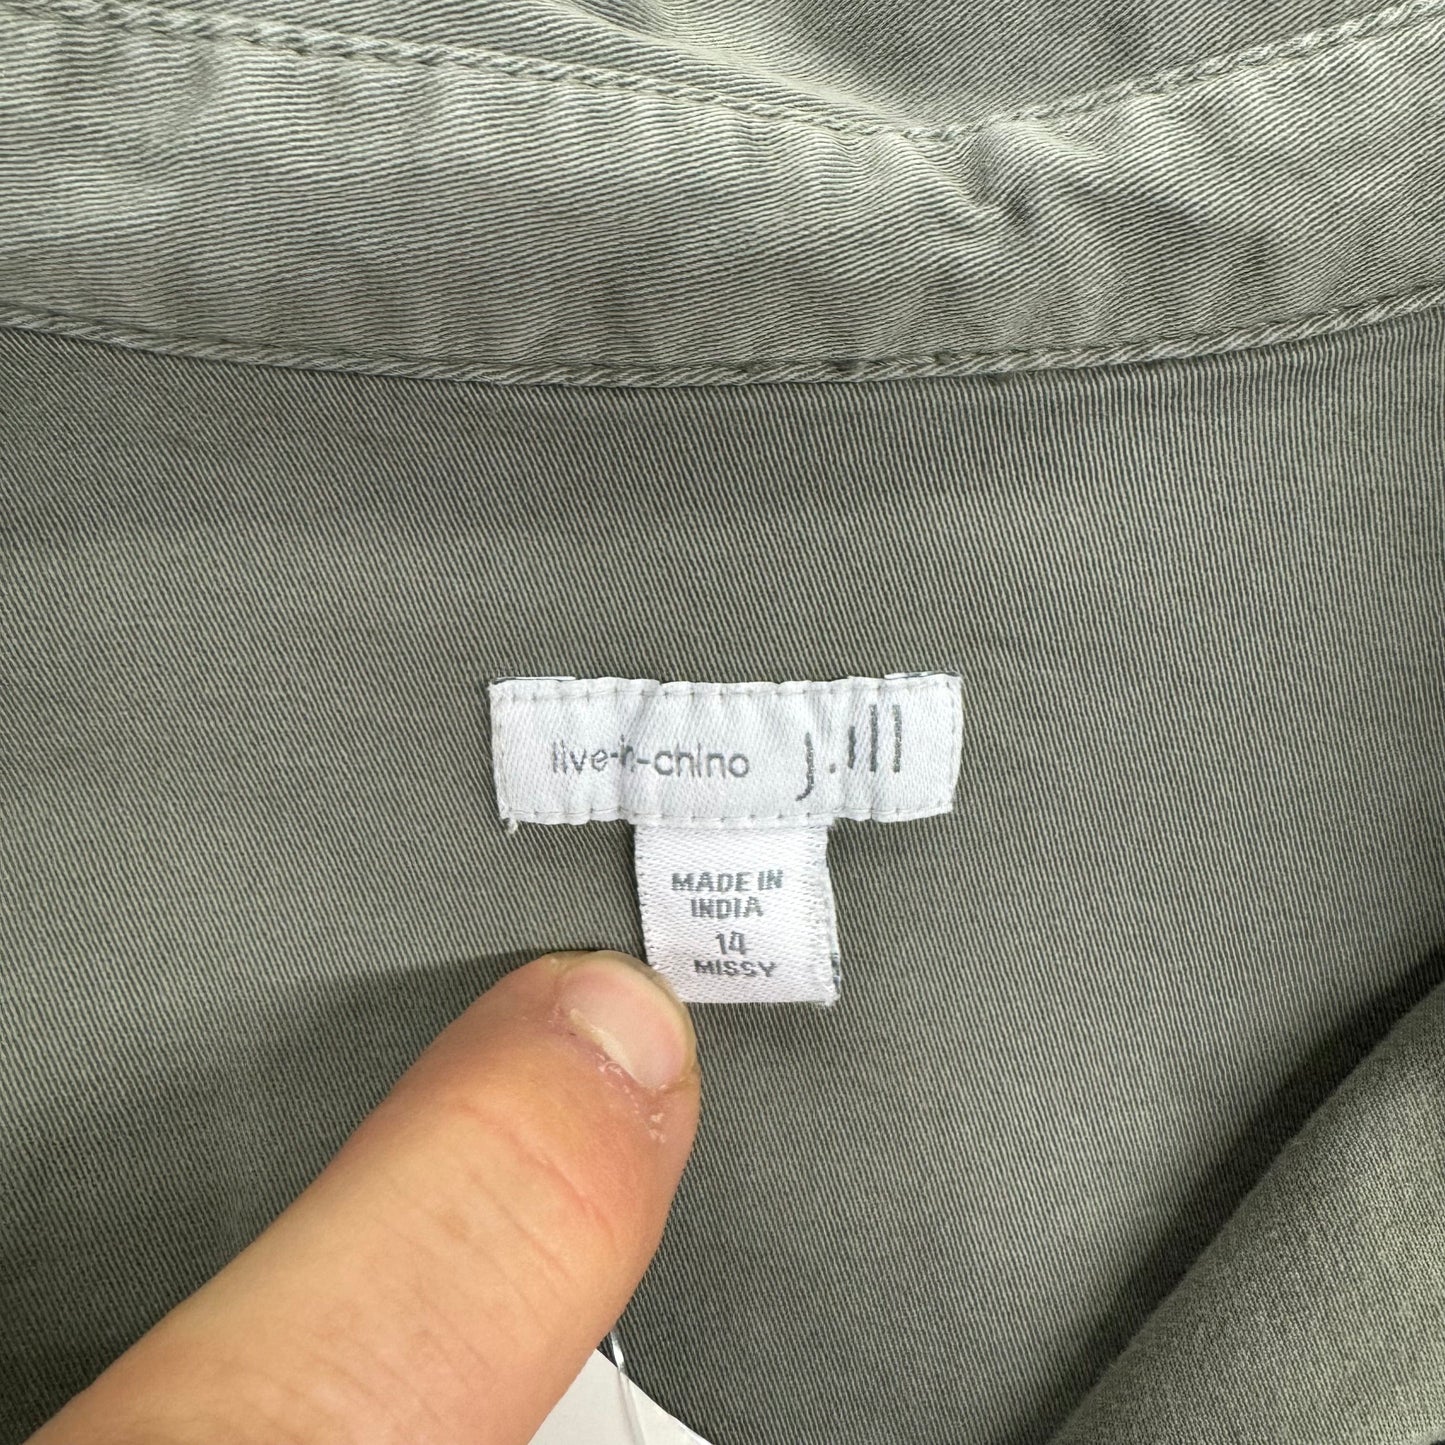 live-in-chino j.jill
MADE IN
INDIA
14
MISSY